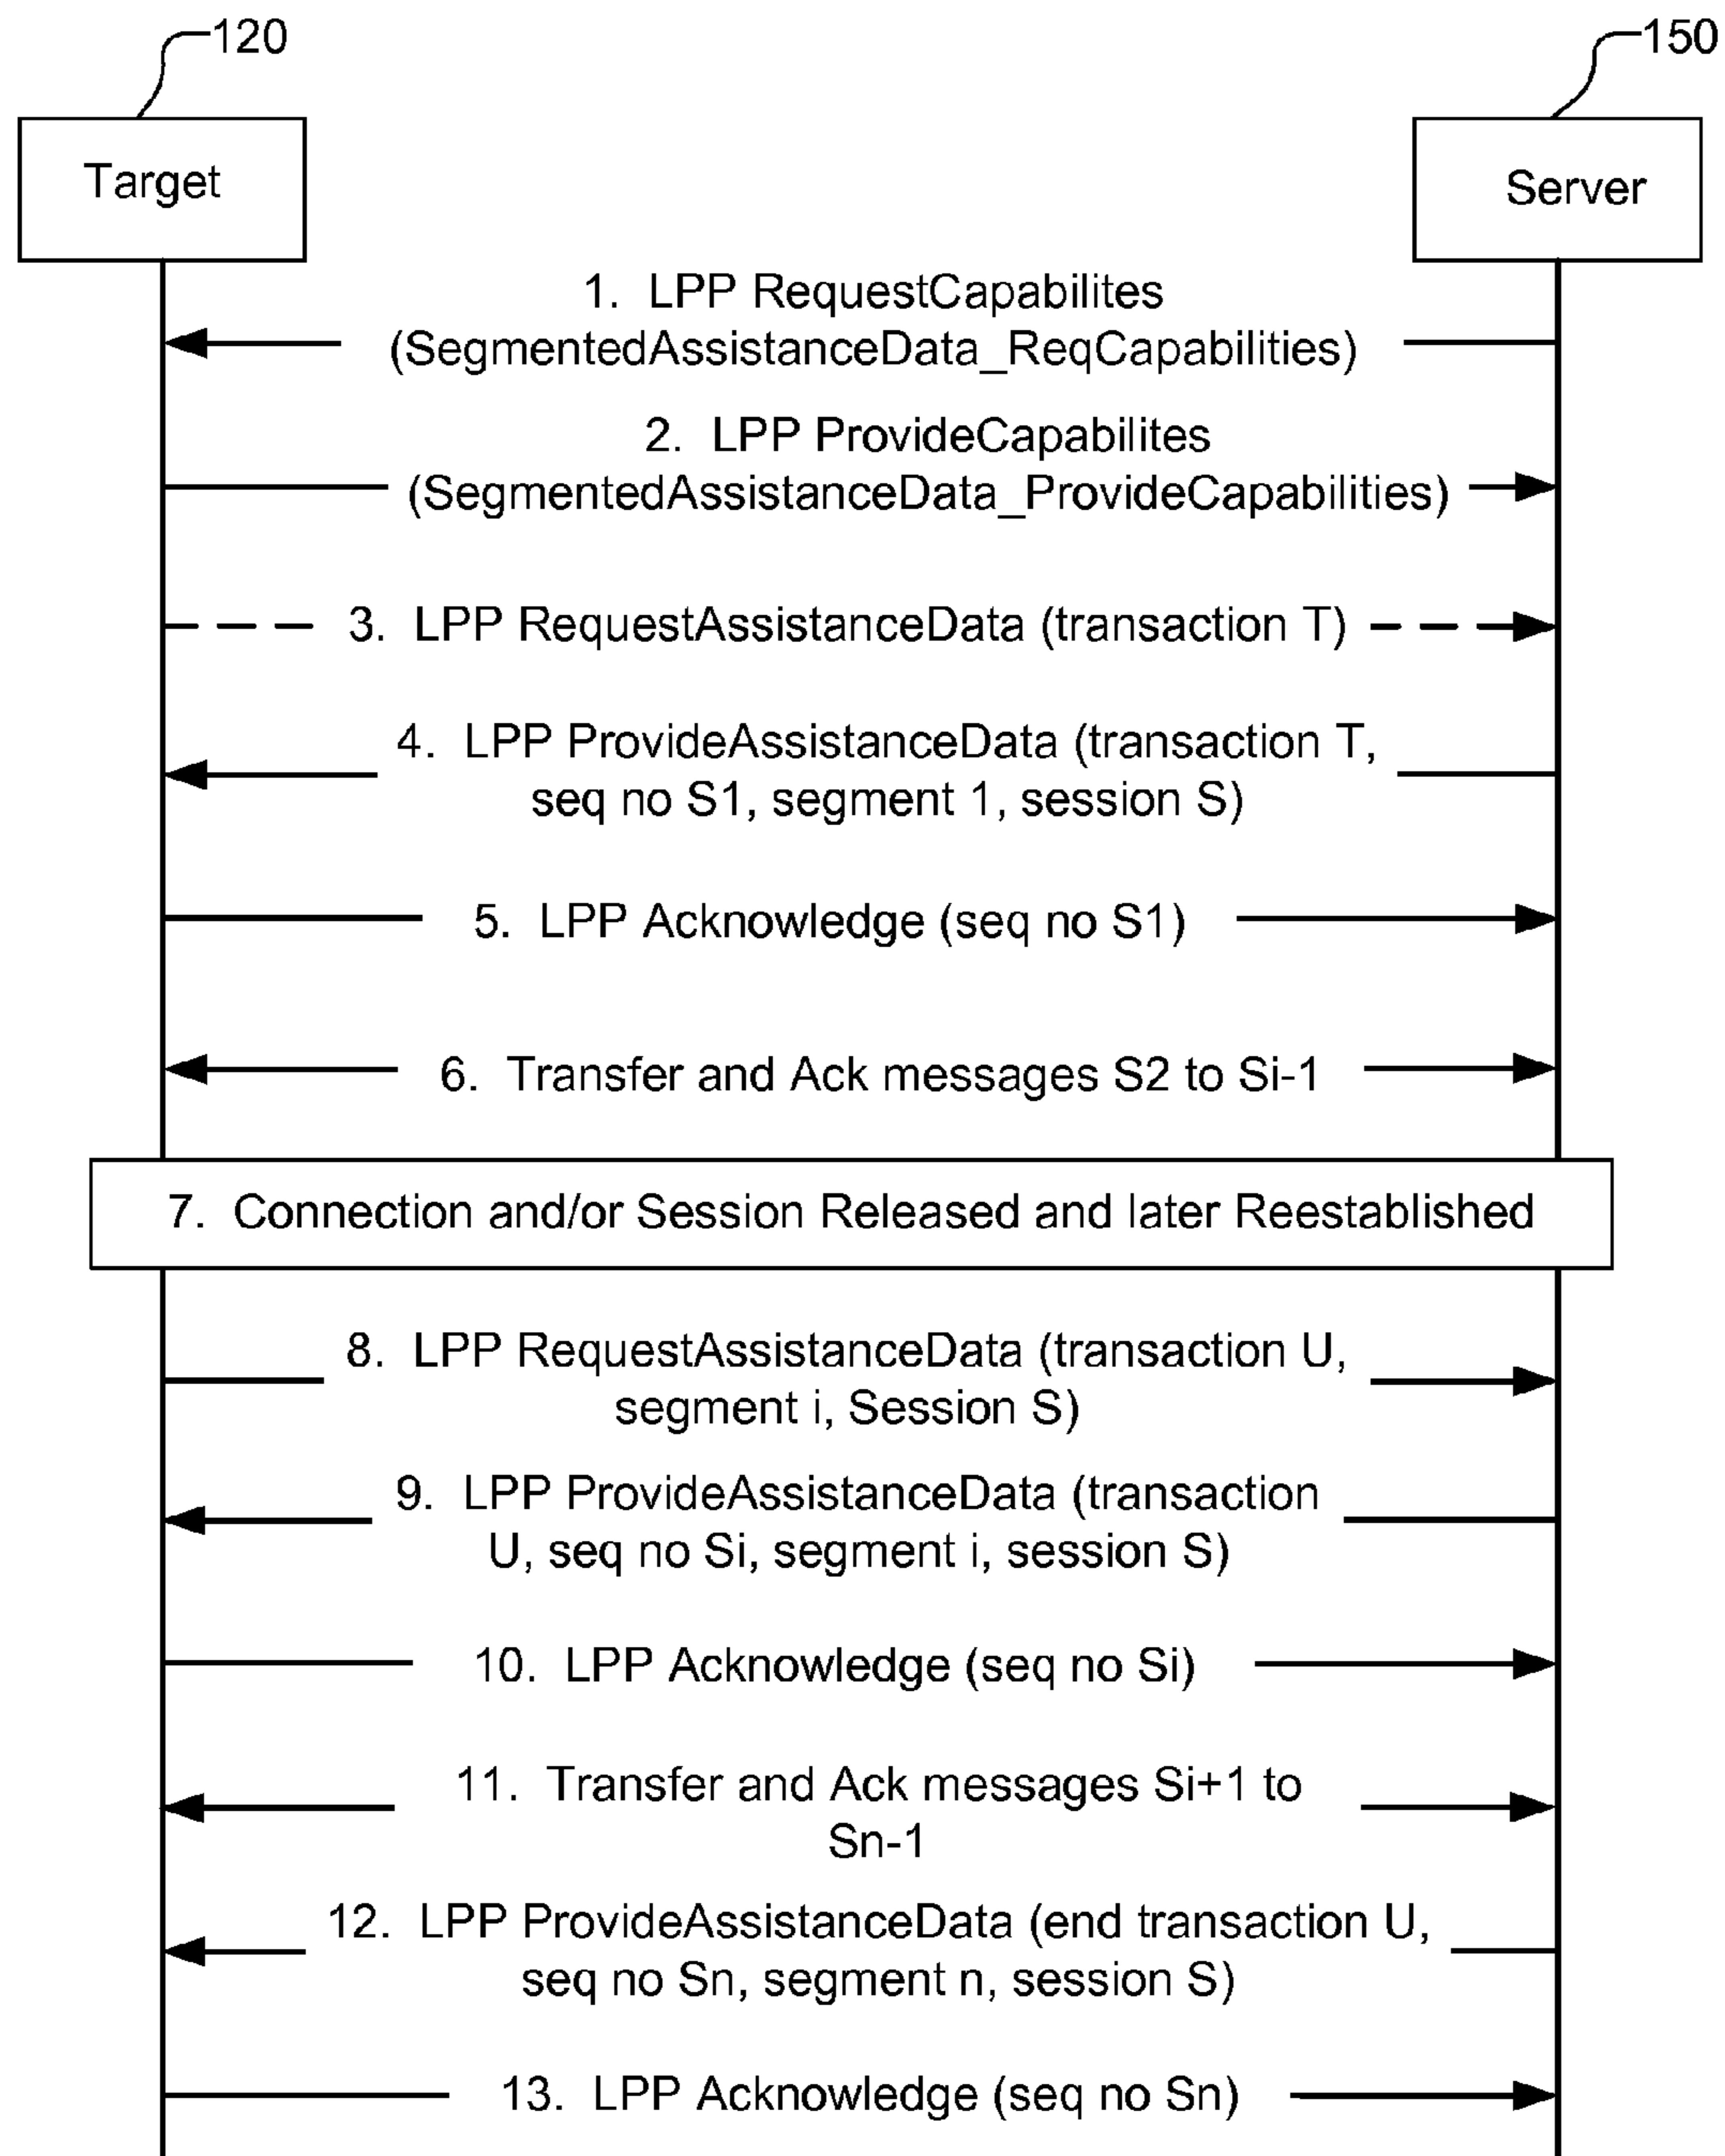 120
150
Target
Server
1. LPP RequestCapabilites
(SegmentedAssistanceData_ReqCapabilities)
2. LPP ProvideCapabilites
(SegmentedAssistanceData_ProvideCapabilities)
3. LPP RequestAssistanceData (transaction T)
4. LPP ProvideAssistanceData (transaction T,
seq no S1, segment 1, session S)
5. LPP Acknowledge (seq no S1)
6. Transfer and Ack messages S2 to Si-1
7. Connection and/or Session Released and later Reestablished
8. LPP RequestAssistanceData (transaction U,
segment i, Session S)
9. LPP ProvideAssistanceData (transaction
U, seq no Si, segment i, session S)
10. LPP Acknowledge (seq no Si)
11. Transfer and Ack messages Si+1 to
Sn-1
12. LPP ProvideAssistanceData (end transaction U,
seq no Sn, segment n, session S)
13. LPP Acknowledge (seq no Sn)